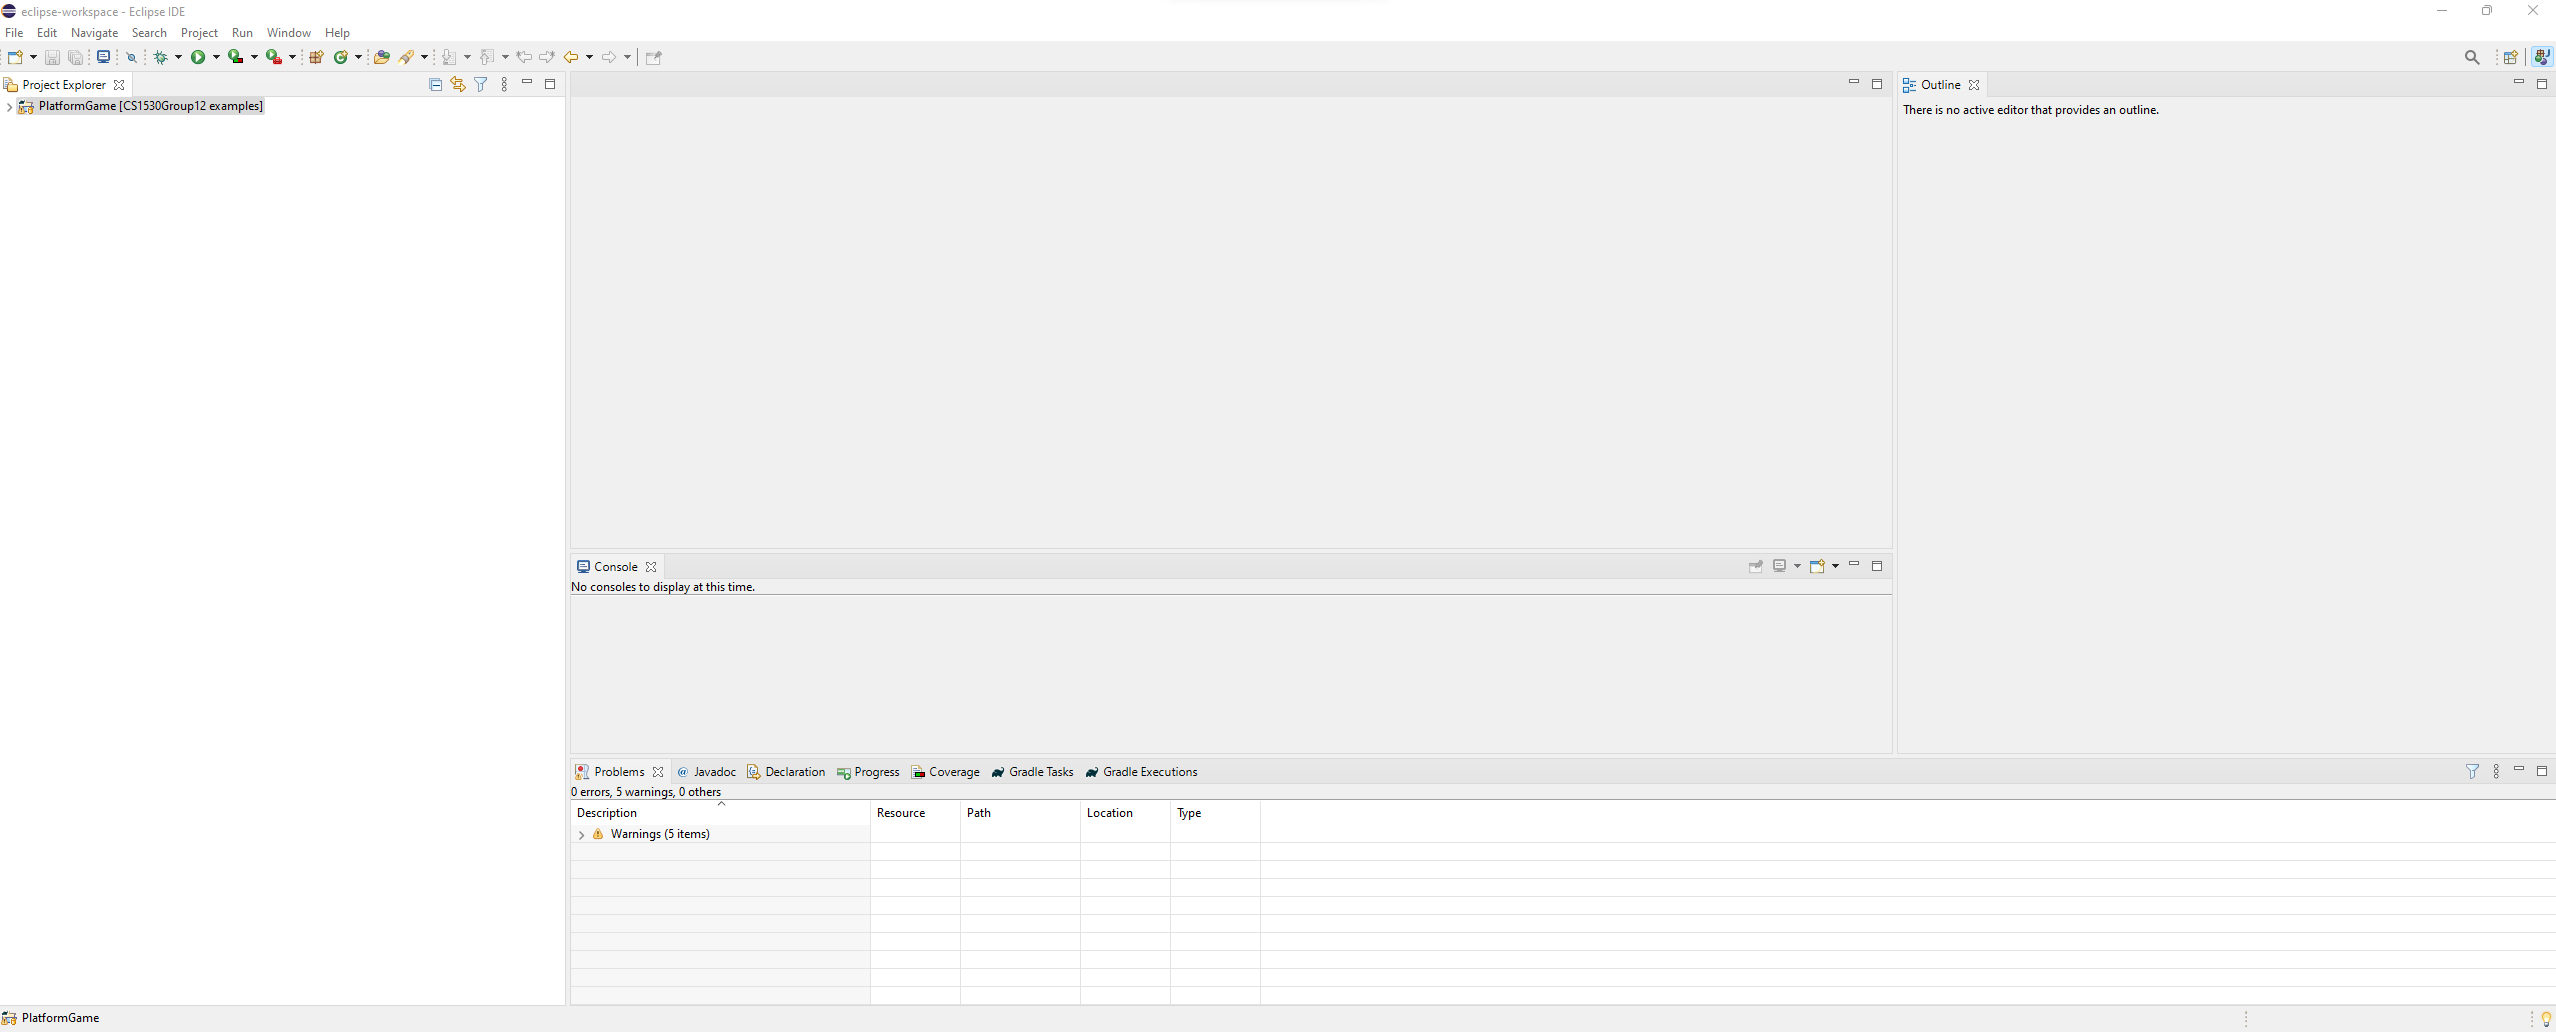 eclipse-workspace - Eclipse IDE
File Edit Navigate Search Project Run Window Help
Project Explorer
PlatformGame [CS1530Group12 examples]
Outline
There is no active editor that provides an outline.
Console
No consoles to display at this time.
Problems Javadoc Declaration Progress Coverage Gradle Tasks Gradle Executions
0 errors, 5 warnings, 0 others
Description Resource Path Location Type
Warnings (5 items)
PlatformGame